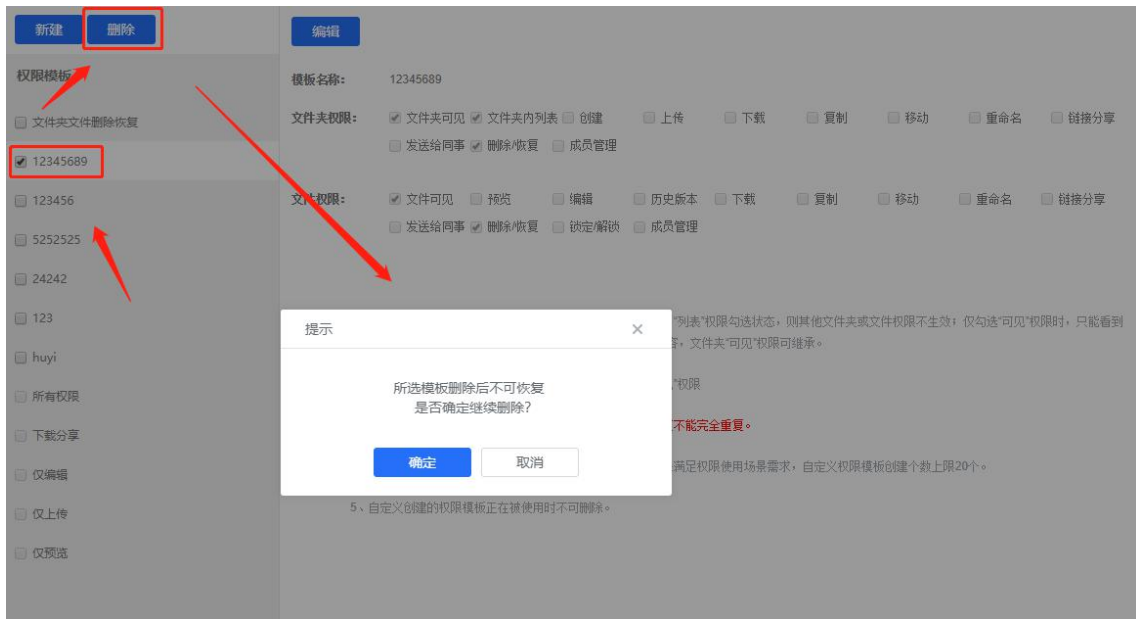 新建 删除
权限模板
文件夹文件删除恢复
12345689
123456
5252525
24242
123
huyi
所有权限
下载分享
仅编辑
仅上传
仅预览
编辑
模板名称: 12345689
文件夹权限: 文件夹可见 文件夹内列表 创建 上传 下载 复制 移动 重命名 链接分享
发送给同事 删除/恢复 成员管理
文件权限: 文件可见 预览 编辑 历史版本 下载 复制 移动 重命名 链接分享
发送给同事 删除/恢复 锁定/解锁 成员管理
“列表”权限勾选状态，则其他文件夹或文件权限不生效；仅勾选“可见”权限时，只能看到
文件夹“可见”权限可继承。
提示
所选模板删除后不可恢复
是否确定继续删除？
确定 取消
”权限
不能完全重复。
满足权限使用场景需求，自定义权限模板创建个数上限20个。
5、自定义创建的权限模板正在被使用时不可删除。